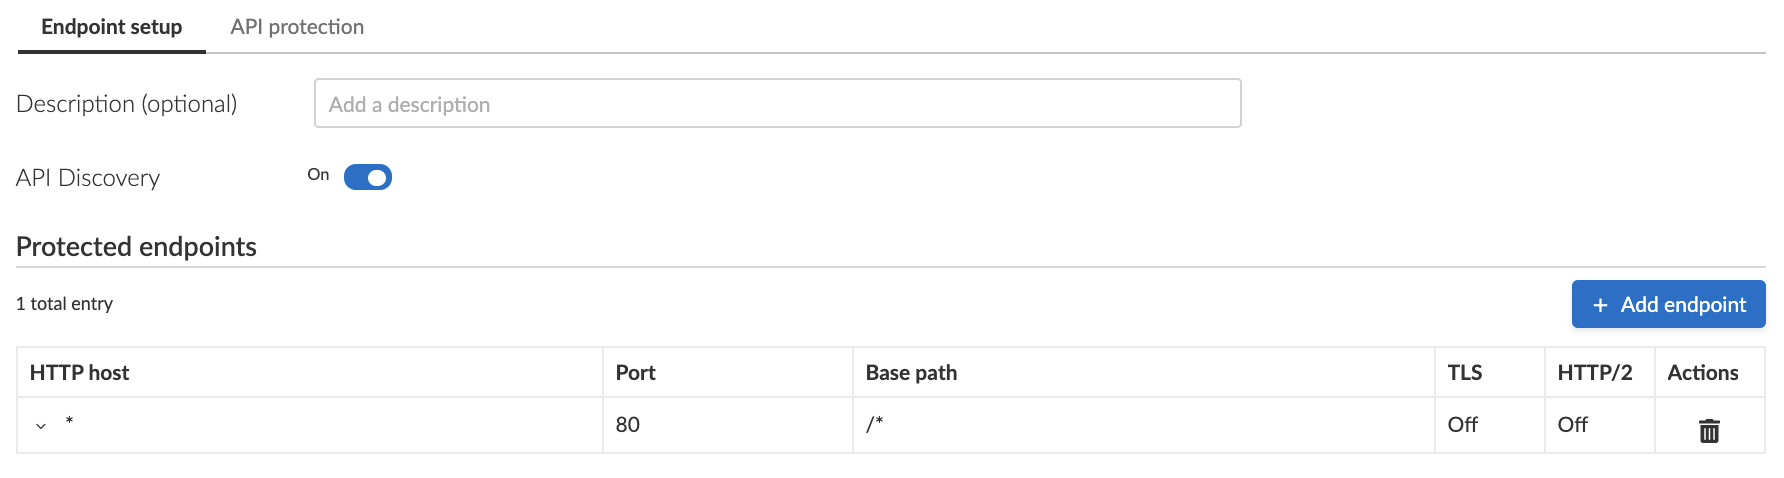 Endpoint setup API protection
Description (optional) Add a description
API Discovery On
Protected endpoints
1 total entry + Add endpoint
HTTP host Port Base path TLS HTTP/2 Actions
* 80 /* Off Off